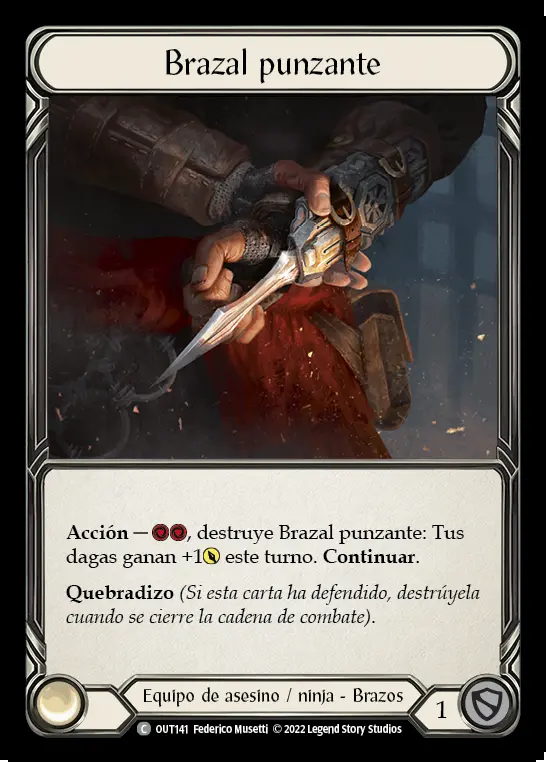 Brazal punzante
Acción — , destruye Brazal punzante: Tus
dagas ganan +1 este turno. Continuar.
Quebradizo (Si esta carta ha defendido, destrúyela
cuando se cierre la cadena de combate).
Equipo de asesino / ninja - Brazos
1
C OUT141 Federico Musetti © 2022 Legend Story Studios